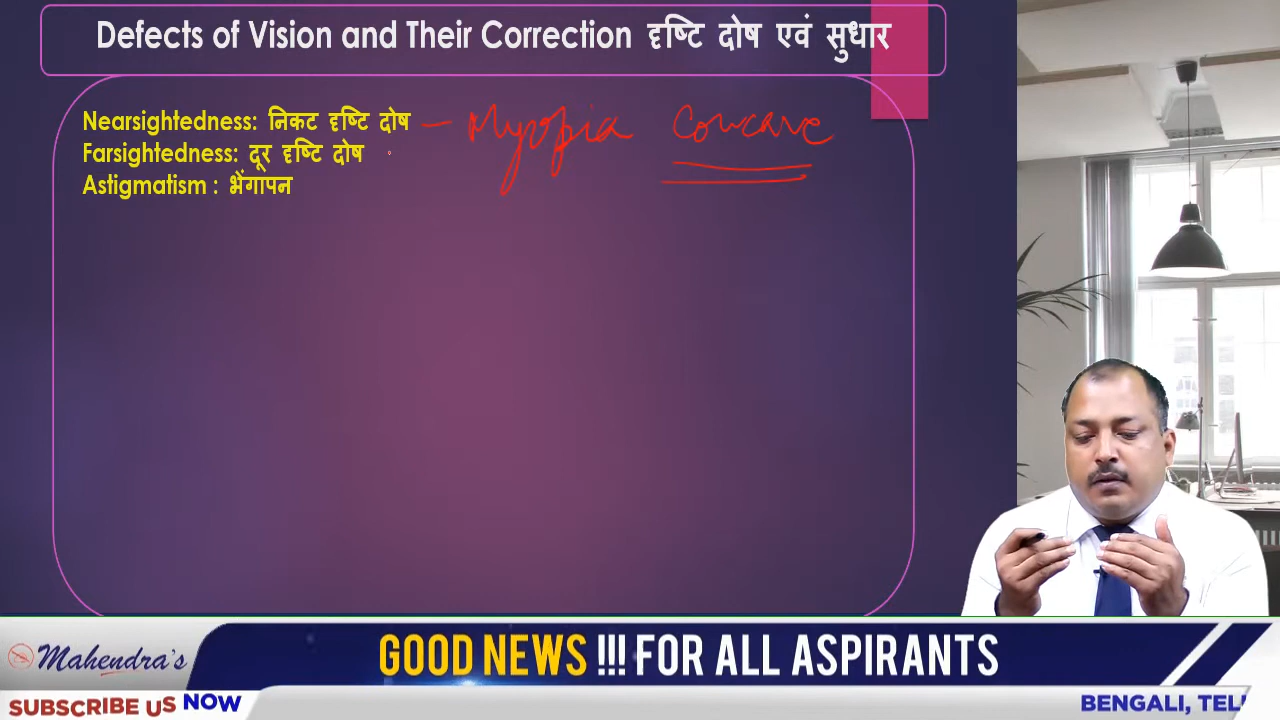 Defects of Vision and Their Correction दृष्टि दोष एवं सुधार
Nearsightedness: निकट दृष्टि दोष — Myopia Concave
Farsightedness: दूर दृष्टि दोष
Astigmatism : भेंगापन
Mahendra's
GOOD NEWS !!! FOR ALL ASPIRANTS
SUBSCRIBE US NOW
BENGALI,